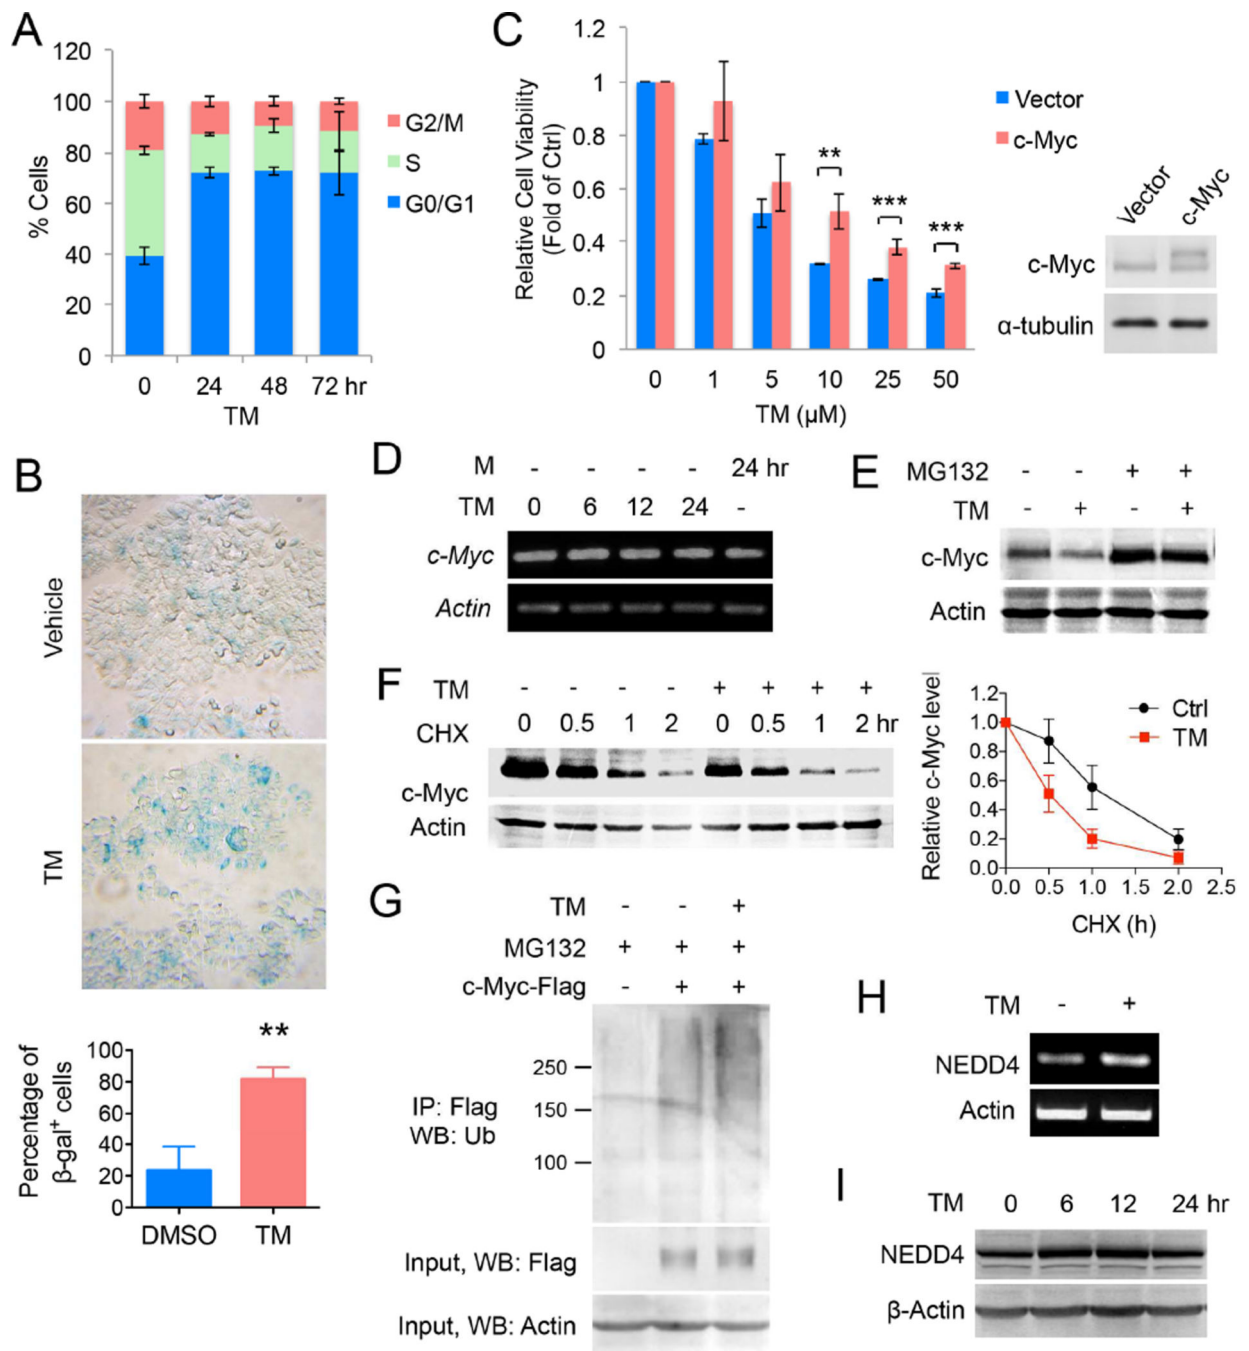 A
120
100
80
60
40
20
0
% Cells
0 24 48 72 hr
TM
G2/M
S
G0/G1
B
Vehicle
TM
Percentage of
β-gal⁺ cells
100
80
60
40
20
0
**
DMSO TM
C
1.2
1
0.8
0.6
0.4
0.2
0
Relative Cell Viability
(Fold of Ctrl)
** *** ***
0 1 5 10 25 50
TM (µM)
Vector
c-Myc
Vector c-Myc
c-Myc
α-tubulin
D
M - - - - 24 hr
TM 0 6 12 24 -
c-Myc
Actin
E
MG132 - - + +
TM - + - +
c-Myc
Actin
F
TM - - - - + + + +
CHX 0 0.5 1 2 0 0.5 1 2 hr
c-Myc
Actin
Relative c-Myc level
1.2
1.0
0.8
0.6
0.4
0.2
0.0
0.0 0.5 1.0 1.5 2.0 2.5
CHX (h)
Ctrl
TM
G
TM - - +
MG132 + + +
c-Myc-Flag - + +
250
150
100
IP: Flag
WB: Ub
Input, WB: Flag
Input, WB: Actin
H
TM - +
NEDD4
Actin
I
TM 0 6 12 24 hr
NEDD4
β-Actin